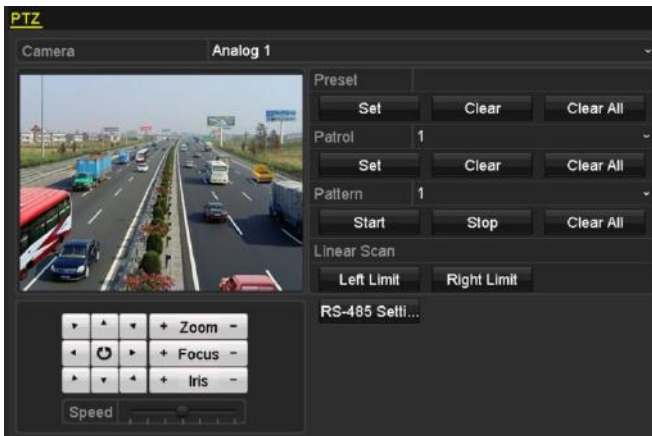 PTZ
Camera Analog 1
Preset
Set Clear Clear All
Patrol 1
Set Clear Clear All
Pattern 1
Start Stop Clear All
Linear Scan
Left Limit Right Limit
RS-485 Setti...
+ Zoom -
+ Focus -
+ Iris -
Speed